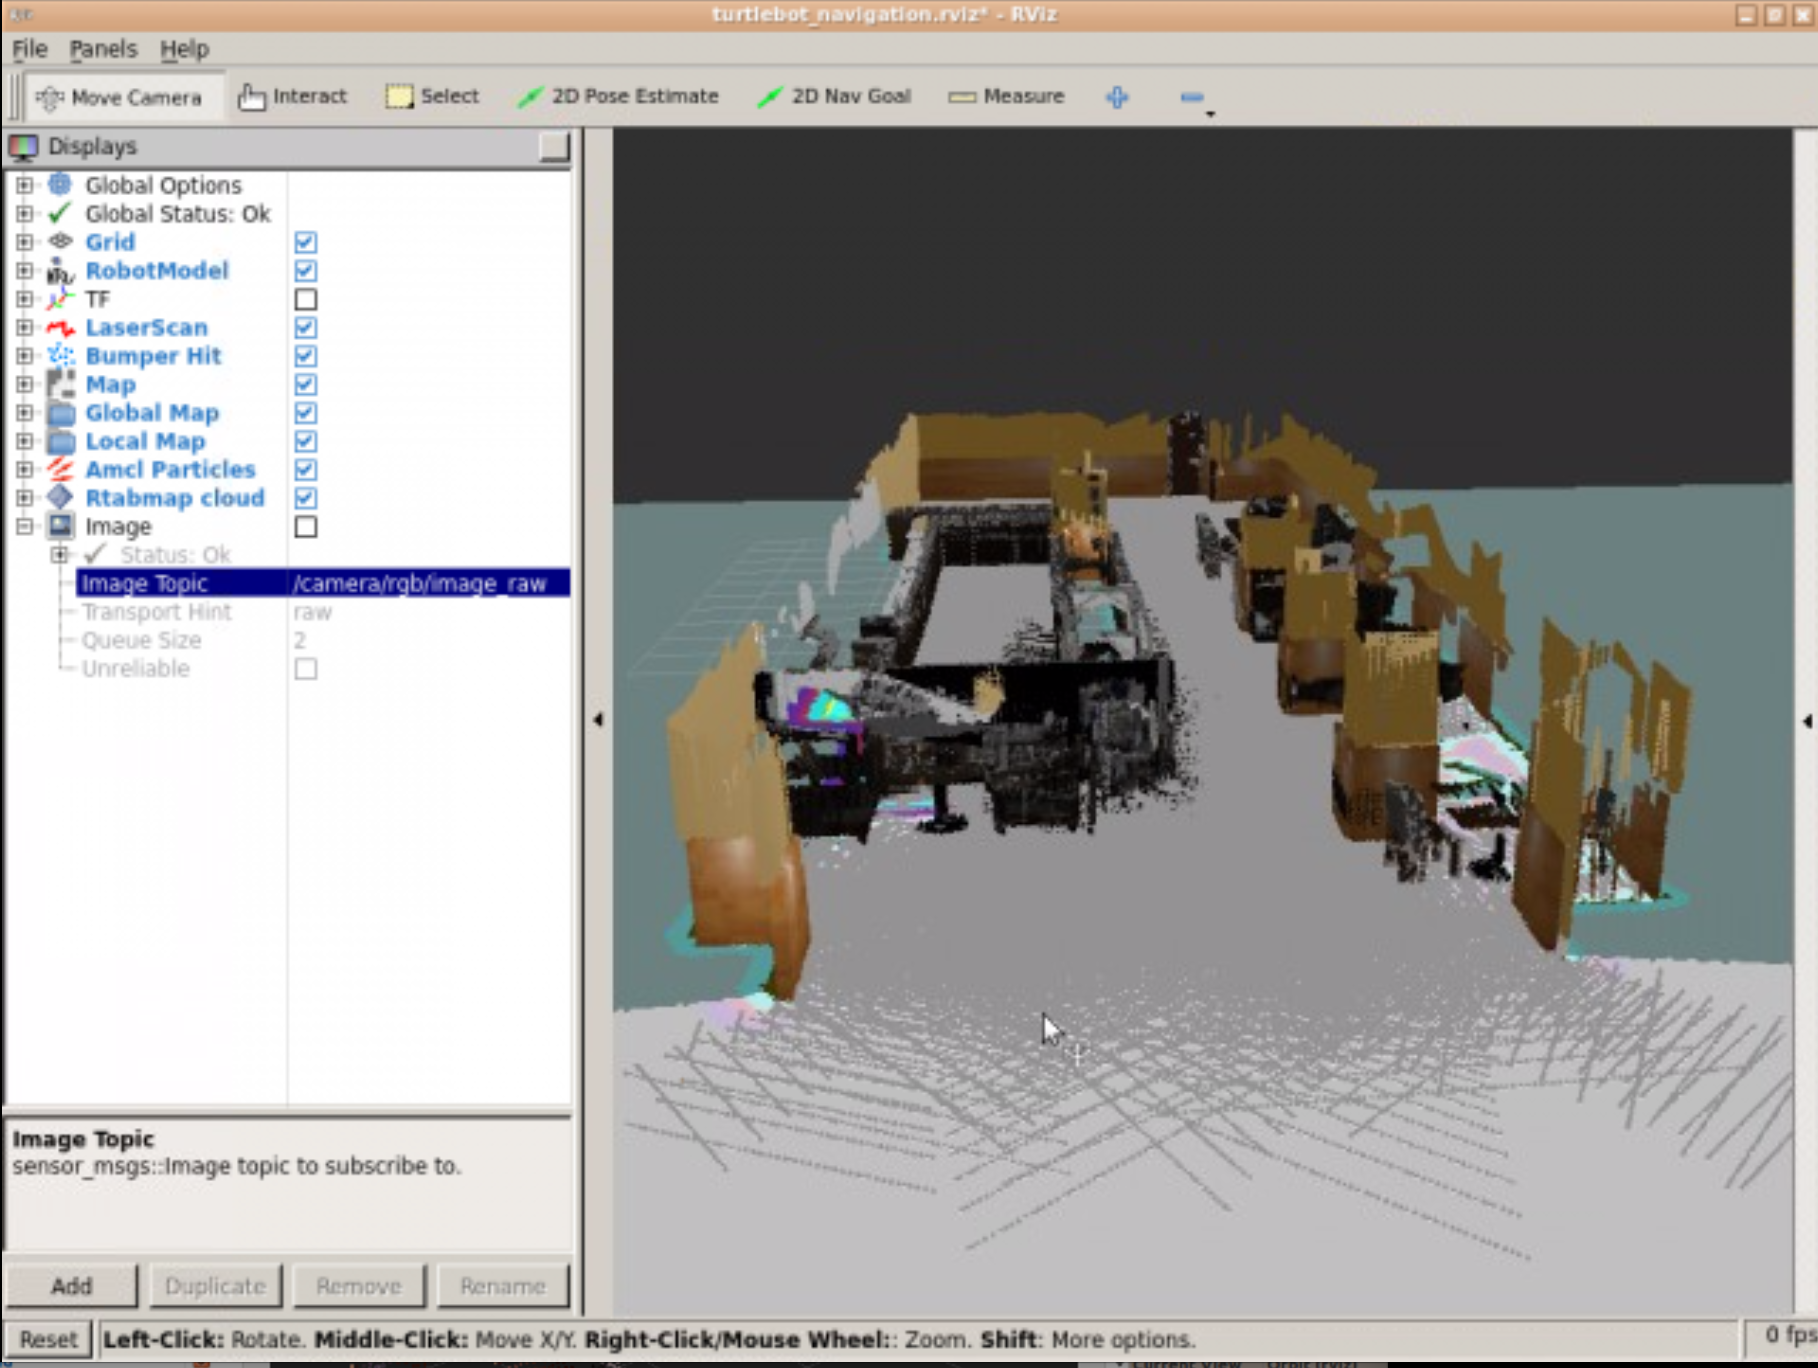 turtlebot_navigation.rviz* - RViz
File Panels Help
Move Camera Interact Select 2D Pose Estimate 2D Nav Goal Measure
Displays
Global Options
Global Status: Ok
Grid
RobotModel
TF
LaserScan
Bumper Hit
Map
Global Map
Local Map
Amcl Particles
Rtabmap cloud
Image
Status: Ok
Image Topic /camera/rgb/image_raw
Transport Hint raw
Queue Size 2
Unreliable
Image Topic
sensor_msgs::Image topic to subscribe to.
Add Duplicate Remove Rename
Reset Left-Click: Rotate. Middle-Click: Move X/Y. Right-Click/Mouse Wheel:: Zoom. Shift: More options. 0 fps